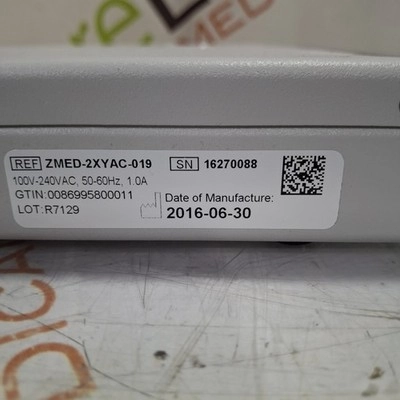 REF ZMED-2XYAC-019 SN 16270088
100V-240VAC, 50-60Hz, 1.0A
GTIN:0086995800011
LOT:R7129
Date of Manufacture:
2016-06-30